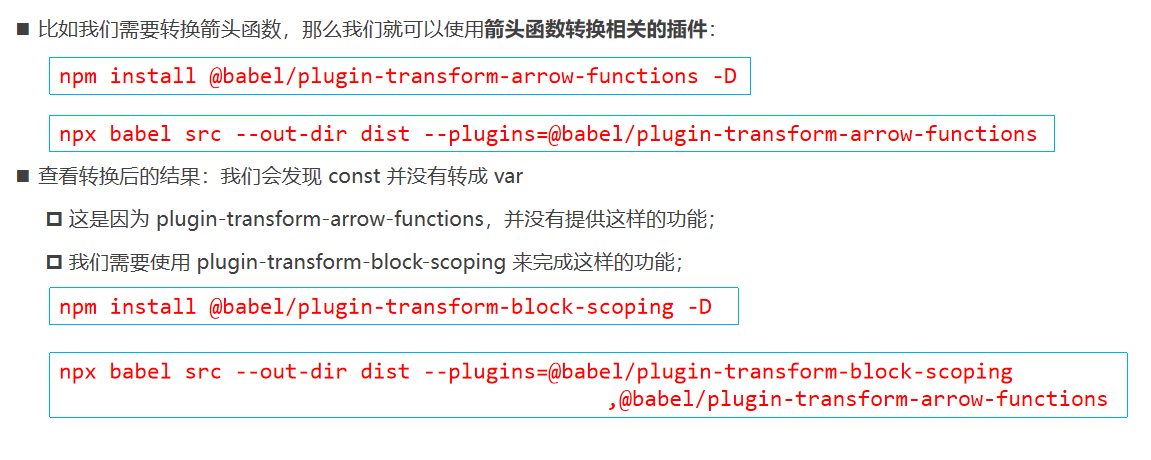 ■ 比如我们需要转换箭头函数，那么我们就可以使用箭头函数转换相关的插件：
npm install @babel/plugin-transform-arrow-functions -D
npx babel src --out-dir dist --plugins=@babel/plugin-transform-arrow-functions
■ 查看转换后的结果：我们会发现 const 并没有转成 var
这是因为 plugin-transform-arrow-functions，并没有提供这样的功能；
我们需要使用 plugin-transform-block-scoping 来完成这样的功能；
npm install @babel/plugin-transform-block-scoping -D
npx babel src --out-dir dist --plugins=@babel/plugin-transform-block-scoping
,@babel/plugin-transform-arrow-functions